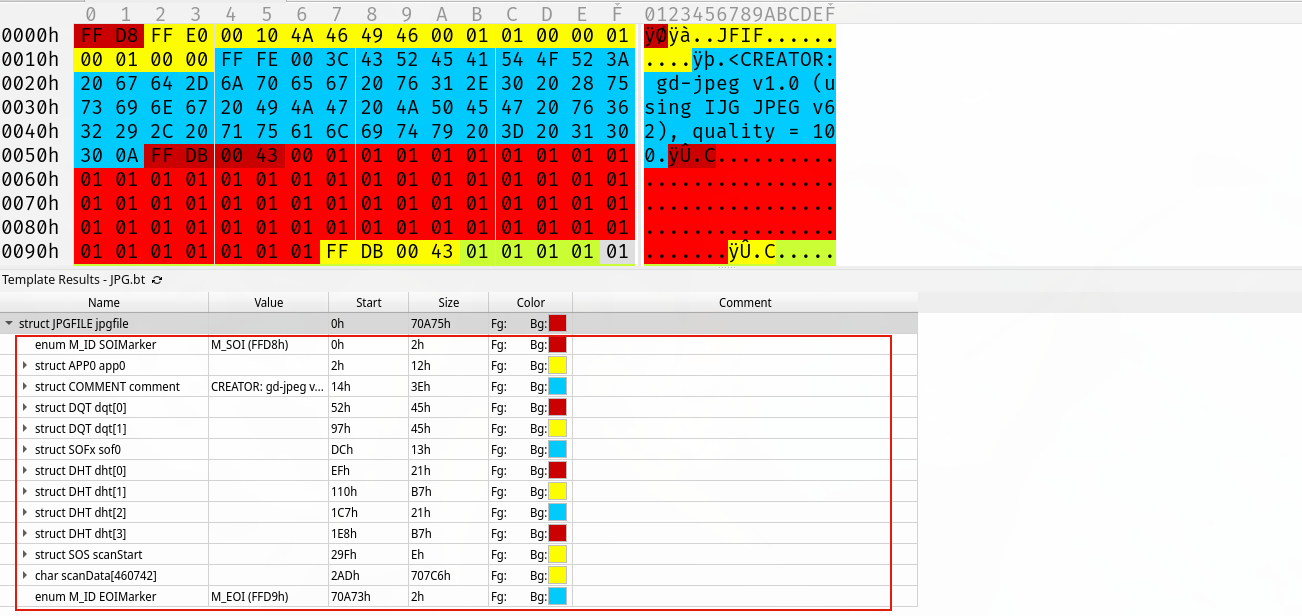 0 1 2 3 4 5 6 7 8 9 A B C D E F 0123456789ABCDEF
0000h FF D8 FF E0 00 10 4A 46 49 46 00 01 01 00 00 01 ÿØÿà..JFIF......
0010h 00 01 00 00 FF FE 00 3C 43 52 45 41 54 4F 52 3A ....ÿþ.<CREATOR:
0020h 20 67 64 2D 6A 70 65 67 20 76 31 2E 30 20 28 75 gd-jpeg v1.0 (u
0030h 73 69 6E 67 20 49 4A 47 20 4A 50 45 47 20 76 36 sing IJG JPEG v6
0040h 32 29 2C 20 71 75 61 6C 69 74 79 20 3D 20 31 30 2), quality = 10
0050h 30 0A FF DB 00 43 00 01 01 01 01 01 01 01 01 01 0.ÿÛ.C..........
0060h 01 01 01 01 01 01 01 01 01 01 01 01 01 01 01 01 ................
0070h 01 01 01 01 01 01 01 01 01 01 01 01 01 01 01 01 ................
0080h 01 01 01 01 01 01 01 01 01 01 01 01 01 01 01 01 ................
0090h 01 01 01 01 01 01 01 FF DB 00 43 01 01 01 01 01 .......ÿÛ.C.....
Template Results - JPG.bt
Name Value Start Size Color Comment
struct JPGFILE jpgfile 0h 70A75h Fg: Bg:
enum M_ID SOIMarker M_SOI (FFD8h) 0h 2h Fg: Bg:
struct APP0 app0 2h 12h Fg: Bg:
struct COMMENT comment CREATOR: gd-jpeg v... 14h 3Eh Fg: Bg:
struct DQT dqt[0] 52h 45h Fg: Bg:
struct DQT dqt[1] 97h 45h Fg: Bg:
struct SOFx sof0 DCh 13h Fg: Bg:
struct DHT dht[0] EFh 21h Fg: Bg:
struct DHT dht[1] 110h B7h Fg: Bg:
struct DHT dht[2] 1C7h 21h Fg: Bg:
struct DHT dht[3] 1E8h B7h Fg: Bg:
struct SOS scanStart 29Fh Eh Fg: Bg:
char scanData[460742] 2ADh 707C6h Fg: Bg:
enum M_ID EOIMarker M_EOI (FFD9h) 70A73h 2h Fg: Bg: